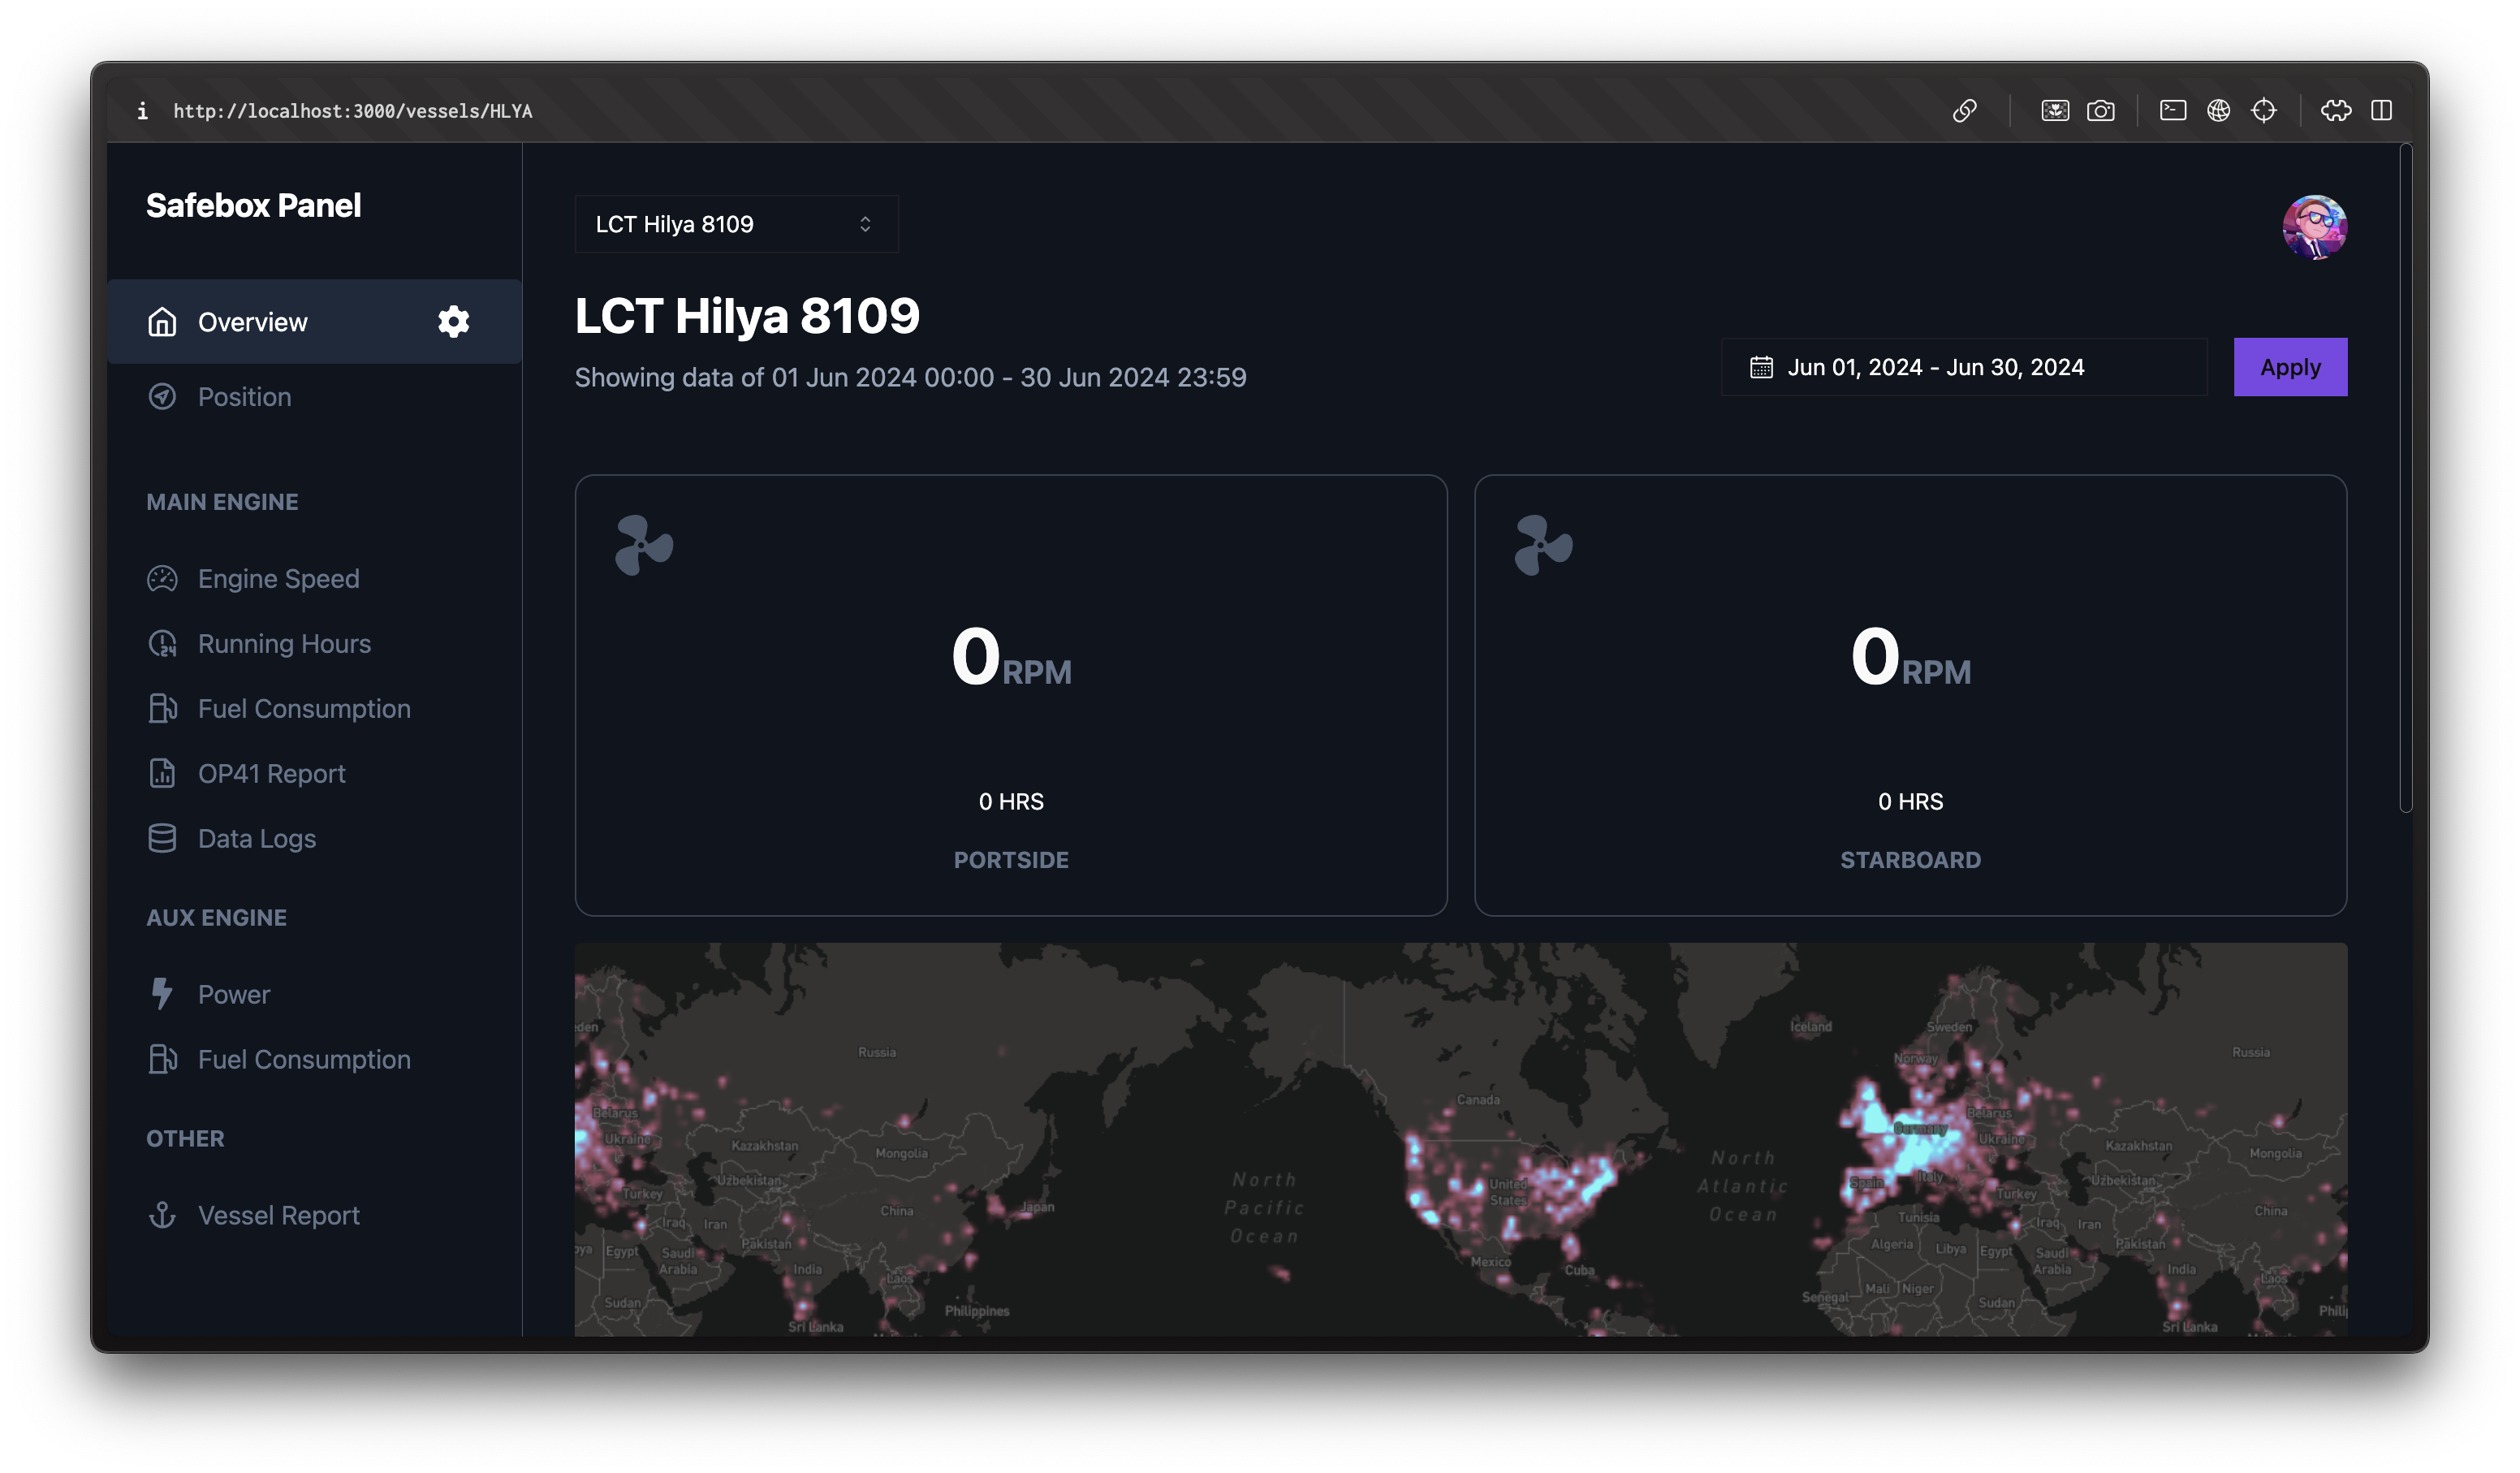 i http://localhost:3000/vessels/HLYA
Safebox Panel
Overview
Position
MAIN ENGINE
Engine Speed
Running Hours
24
Fuel Consumption
OP41 Report
Data Logs
AUX ENGINE
Power
Fuel Consumption
OTHER
Vessel Report
LCT Hilya 8109
LCT Hilya 8109
Showing data of 01 Jun 2024 00:00 - 30 Jun 2024 23:59
Jun 01, 2024 - Jun 30, 2024
Apply
0 RPM
0 HRS
PORTSIDE
0 RPM
0 HRS
STARBOARD
eden
Russia
Belarus
Ukraine
Kazakhstan
Mongolia
Uzbekistan
Turkey
Iraq
Iran
China
Japan
Pakistan
ya
Egypt
Saudi
Arabia
India
Laos
Sudan
Philippines
Sri Lanka
North
Pacific
Ocean
Canada
United
States
Mexico
Cuba
North
Atlantic
Ocean
Iceland
Sweden
Norway
Russia
Belarus
Germany
Ukraine
Kazakhstan
Mongolia
Italy
Spain
Uzbekistan
Turkey
Tunisia
Iraq
Iran
China
Algeria
Libya
Egypt
Saudi
Arabia
Pakistan
India
Laos
Mali
Niger
Senegal
Sudan
Phili
Sri Lanka